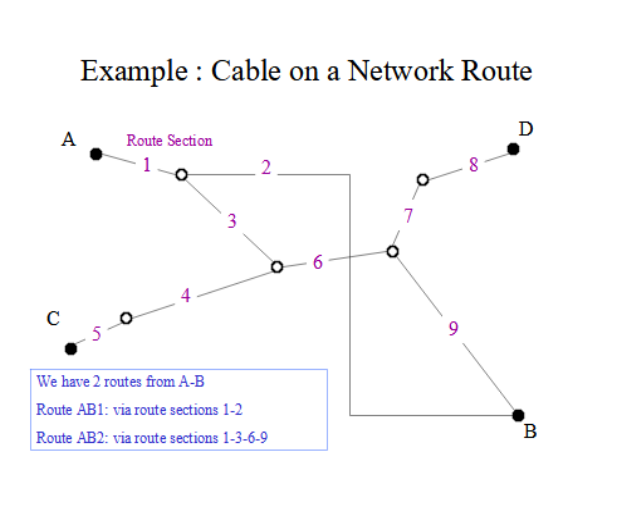 Example : Cable on a Network Route
A
Route Section
D
1
2
8
3
7
6
4
C
5
9
We have 2 routes from A-B
Route AB1: via route sections 1-2
Route AB2: via route sections 1-3-6-9
B